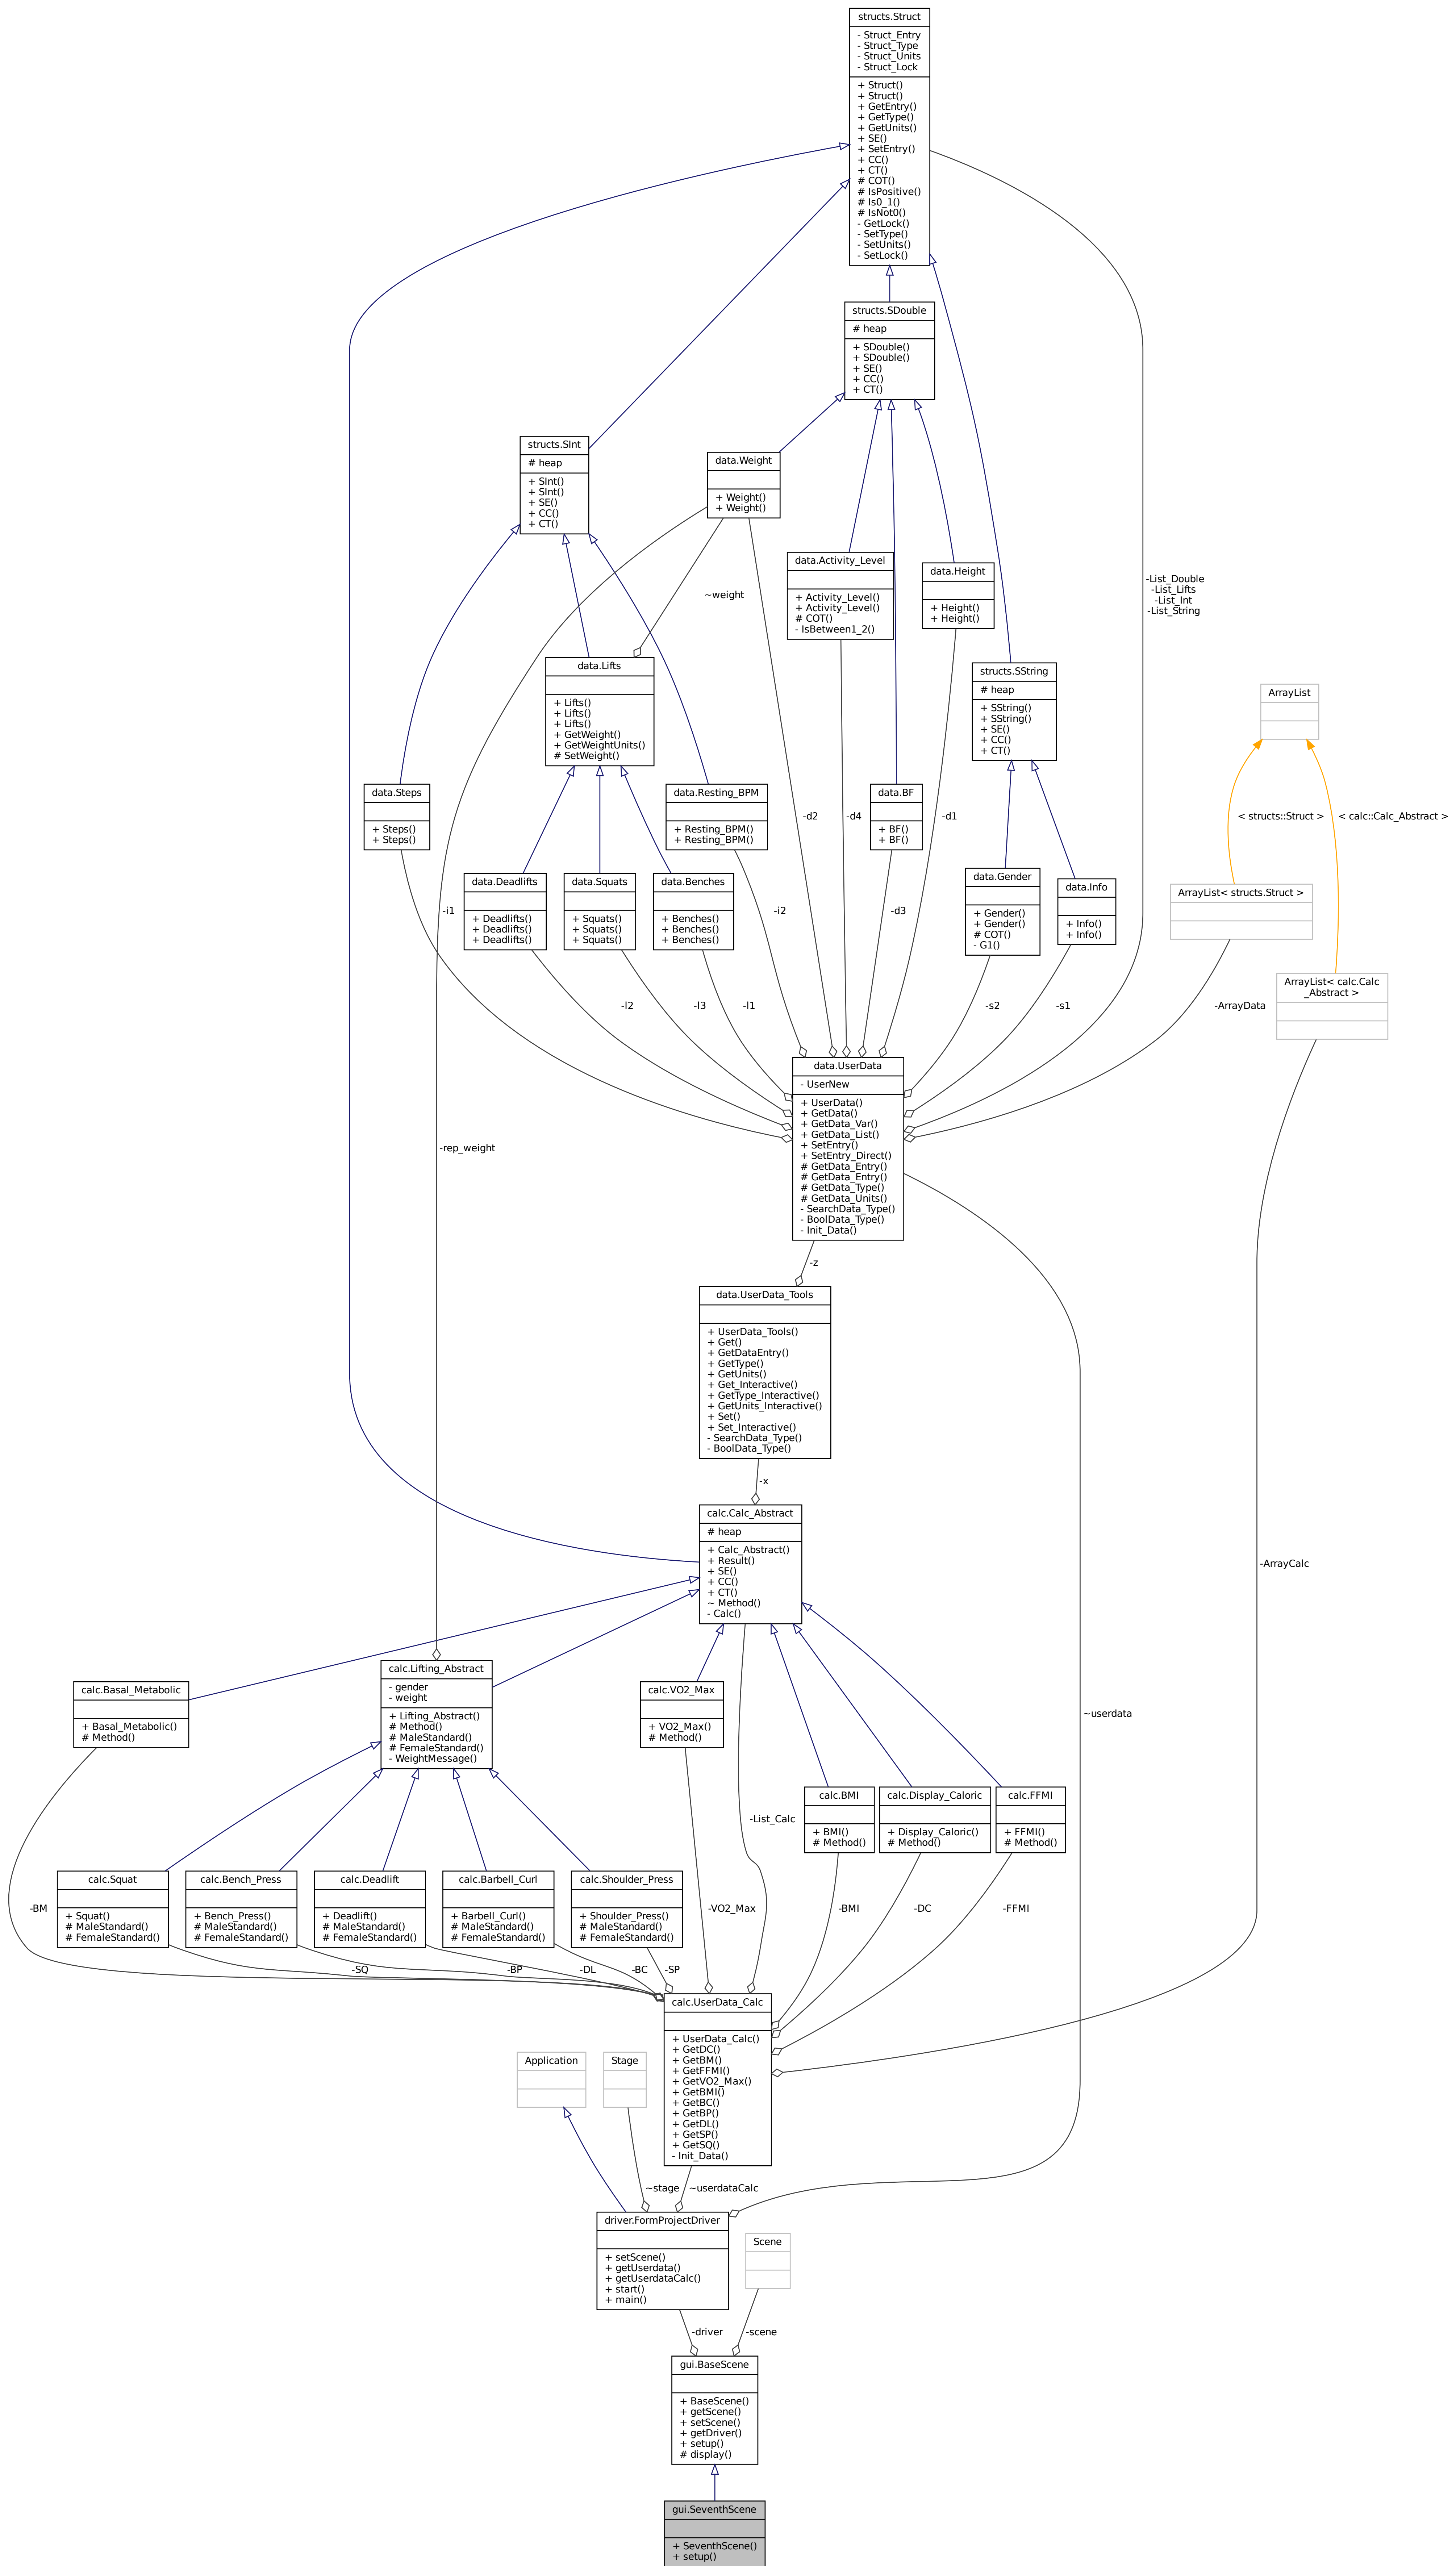 structs.Struct
- Struct_Entry
- Struct_Type
- Struct_Units
- Struct_Lock
+ Struct()
+ Struct()
+ GetEntry()
+ GetType()
+ GetUnits()
+ SE()
+ SetEntry()
+ CC()
+ CT()
# COT()
# IsPositive()
# Is0_1()
# IsNot0()
- GetLock()
- SetType()
- SetUnits()
- SetLock()
structs.SDouble
# heap
+ SDouble()
+ SDouble()
+ SE()
+ CC()
+ CT()
structs.SInt
# heap
+ SInt()
+ SInt()
+ SE()
+ CC()
+ CT()
data.Weight
+ Weight()
+ Weight()
data.Activity_Level
+ Activity_Level()
+ Activity_Level()
# COT()
- IsBetween1_2()
data.Height
+ Height()
+ Height()
~weight
-List_Double
-List_Lifts
-List_Int
-List_String
data.Lifts
+ Lifts()
+ Lifts()
+ Lifts()
+ GetWeight()
+ GetWeightUnits()
# SetWeight()
structs.SString
# heap
+ SString()
+ SString()
+ SE()
+ CC()
+ CT()
ArrayList
data.Steps
+ Steps()
+ Steps()
data.Resting_BPM
+ Resting_BPM()
+ Resting_BPM()
data.BF
+ BF()
+ BF()
-d2
-d4
-d1
< structs::Struct >
< calc::Calc_Abstract >
data.Deadlifts
+ Deadlifts()
+ Deadlifts()
+ Deadlifts()
data.Squats
+ Squats()
+ Squats()
+ Squats()
data.Benches
+ Benches()
+ Benches()
+ Benches()
data.Gender
+ Gender()
+ Gender()
# COT()
- G1()
data.Info
+ Info()
+ Info()
ArrayList< structs.Struct >
-i1
-i2
-d3
ArrayList< calc.Calc
_Abstract >
-l2
-l3
-l1
-s2
-s1
-ArrayData
data.UserData
- UserNew
+ UserData()
+ GetData()
+ GetData_Var()
+ GetData_List()
+ SetEntry()
+ SetEntry_Direct()
# GetData_Entry()
# GetData_Entry()
# GetData_Type()
# GetData_Units()
- SearchData_Type()
- BoolData_Type()
- Init_Data()
-rep_weight
-z
data.UserData_Tools
+ UserData_Tools()
+ Get()
+ GetDataEntry()
+ GetType()
+ GetUnits()
+ Get_Interactive()
+ GetType_Interactive()
+ GetUnits_Interactive()
+ Set()
+ Set_Interactive()
- SearchData_Type()
- BoolData_Type()
-x
calc.Calc_Abstract
# heap
+ Calc_Abstract()
+ Result()
+ SE()
+ CC()
+ CT()
~ Method()
- Calc()
-ArrayCalc
calc.Basal_Metabolic
+ Basal_Metabolic()
# Method()
calc.Lifting_Abstract
- gender
- weight
+ Lifting_Abstract()
# Method()
# MaleStandard()
# FemaleStandard()
- WeightMessage()
calc.VO2_Max
+ VO2_Max()
# Method()
~userdata
calc.BMI
+ BMI()
# Method()
calc.Display_Caloric
+ Display_Caloric()
# Method()
calc.FFMI
+ FFMI()
# Method()
-List_Calc
calc.Squat
+ Squat()
# MaleStandard()
# FemaleStandard()
calc.Bench_Press
+ Bench_Press()
# MaleStandard()
# FemaleStandard()
calc.Deadlift
+ Deadlift()
# MaleStandard()
# FemaleStandard()
calc.Barbell_Curl
+ Barbell_Curl()
# MaleStandard()
# FemaleStandard()
calc.Shoulder_Press
+ Shoulder_Press()
# MaleStandard()
# FemaleStandard()
-BM
-VO2_Max
-BMI
-DC
-FFMI
-SQ
-BP
-DL
-BC
-SP
calc.UserData_Calc
+ UserData_Calc()
+ GetDC()
+ GetBM()
+ GetFFMI()
+ GetVO2_Max()
+ GetBMI()
+ GetBC()
+ GetBP()
+ GetDL()
+ GetSP()
+ GetSQ()
- Init_Data()
Application
Stage
~stage
~userdataCalc
driver.FormProjectDriver
+ setScene()
+ getUserdata()
+ getUserdataCalc()
+ start()
+ main()
Scene
-driver
-scene
gui.BaseScene
+ BaseScene()
+ getScene()
+ setScene()
+ getDriver()
+ setup()
# display()
gui.SeventhScene
+ SeventhScene()
+ setup()